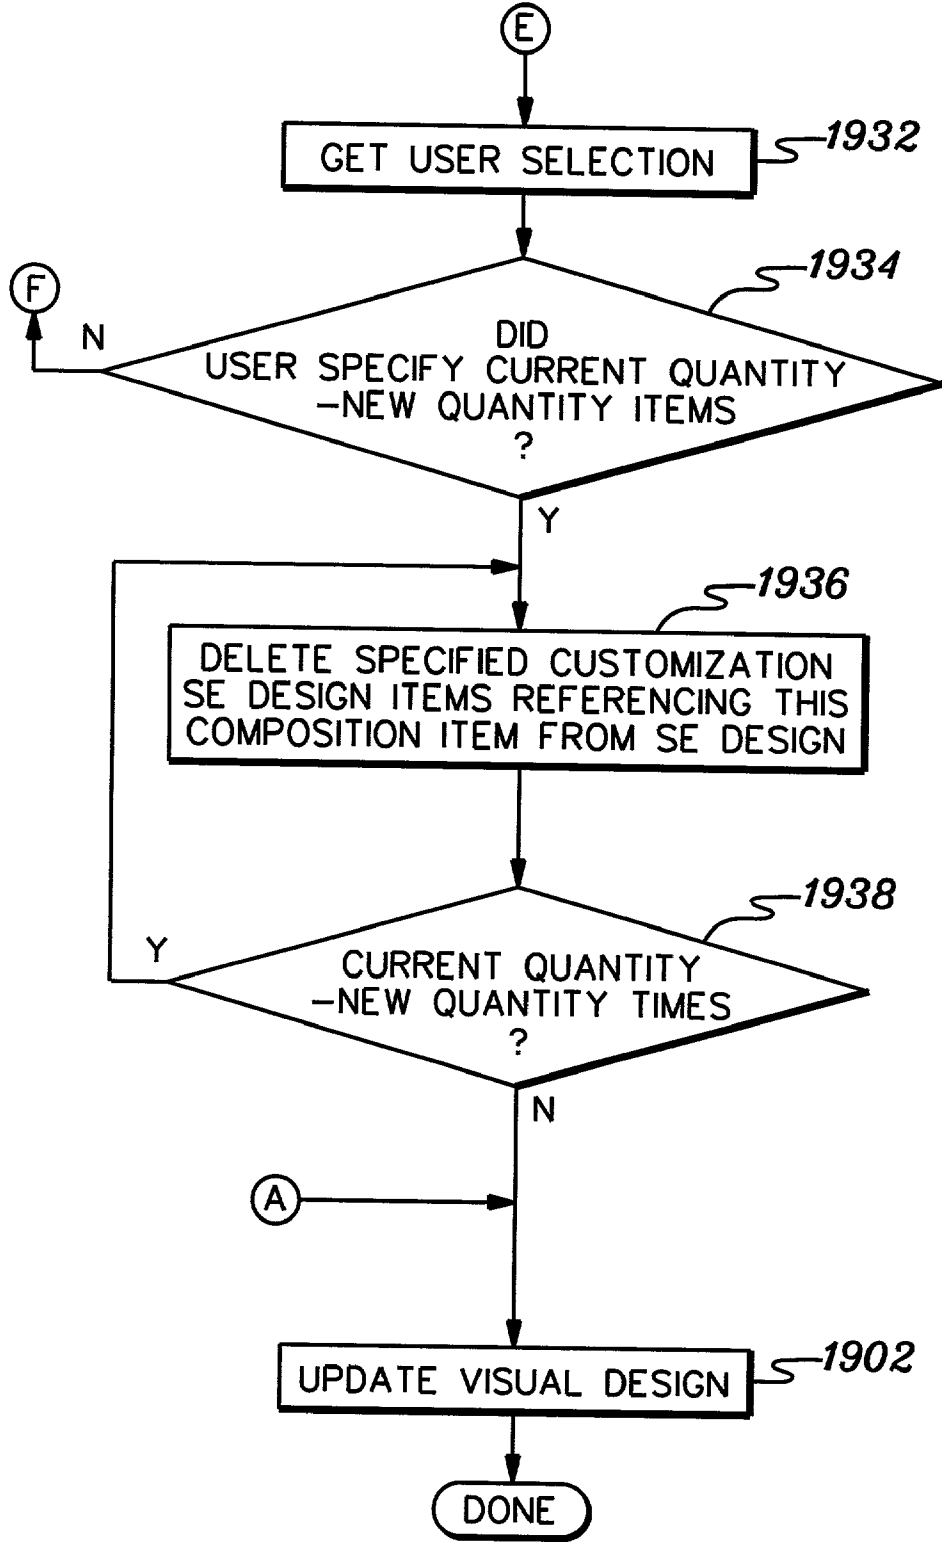 E
GET USER SELECTION
1932
1934
F
N
DID
USER SPECIFY CURRENT QUANTITY
-NEW QUANTITY ITEMS
?
Y
1936
DELETE SPECIFIED CUSTOMIZATION
SE DESIGN ITEMS REFERENCING THIS
COMPOSITION ITEM FROM SE DESIGN
1938
Y
CURRENT QUANTITY
-NEW QUANTITY TIMES
?
N
A
UPDATE VISUAL DESIGN
1902
DONE